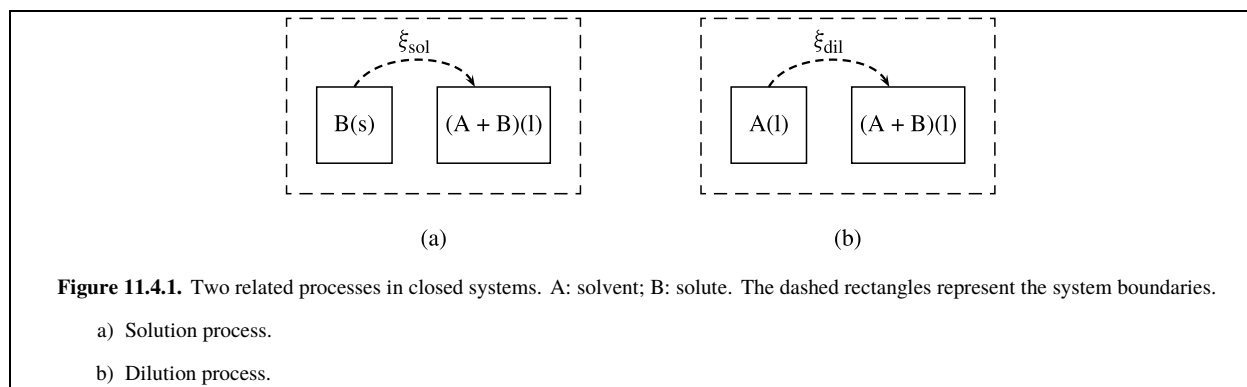 ξsol ξdil
B(s) (A + B)(l) A(l) (A + B)(l)
(a) (b)
Figure 11.4.1. Two related processes in closed systems. A: solvent; B: solute. The dashed rectangles represent the system boundaries.
a) Solution process.
b) Dilution process.